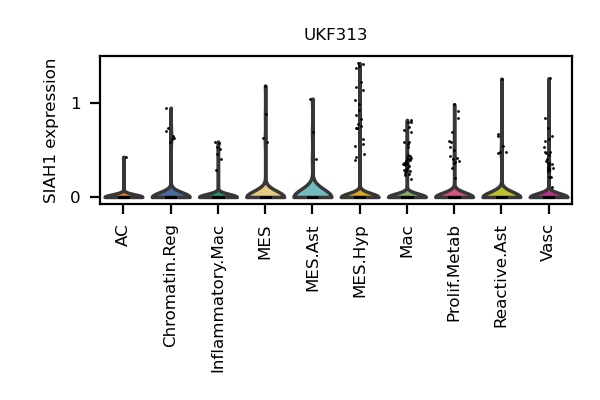 UKF313
SIAH1 expression
1
0
AC
Chromatin.Reg
Inflammatory.Mac
MES
MES.Ast
MES.Hyp
Mac
Prolif.Metab
Reactive.Ast
Vasc